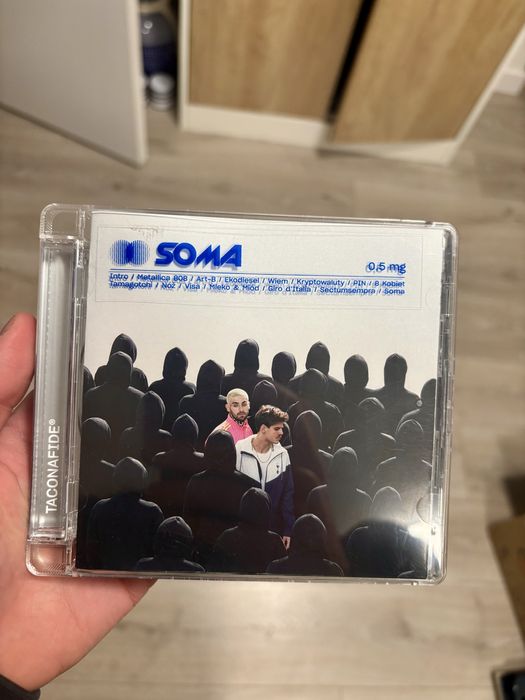 SOMA
0,5 mg
Intro / Metallica 808 / Art-B / Ekodiesel / Wiem / Kryptowaluty / PIN / 8 Kobiet
Tamagotchi / Nóż / Visa / Mleko & Miód / Giro d'Italia / Sectumsempra / Soma
TACONAFIDE®